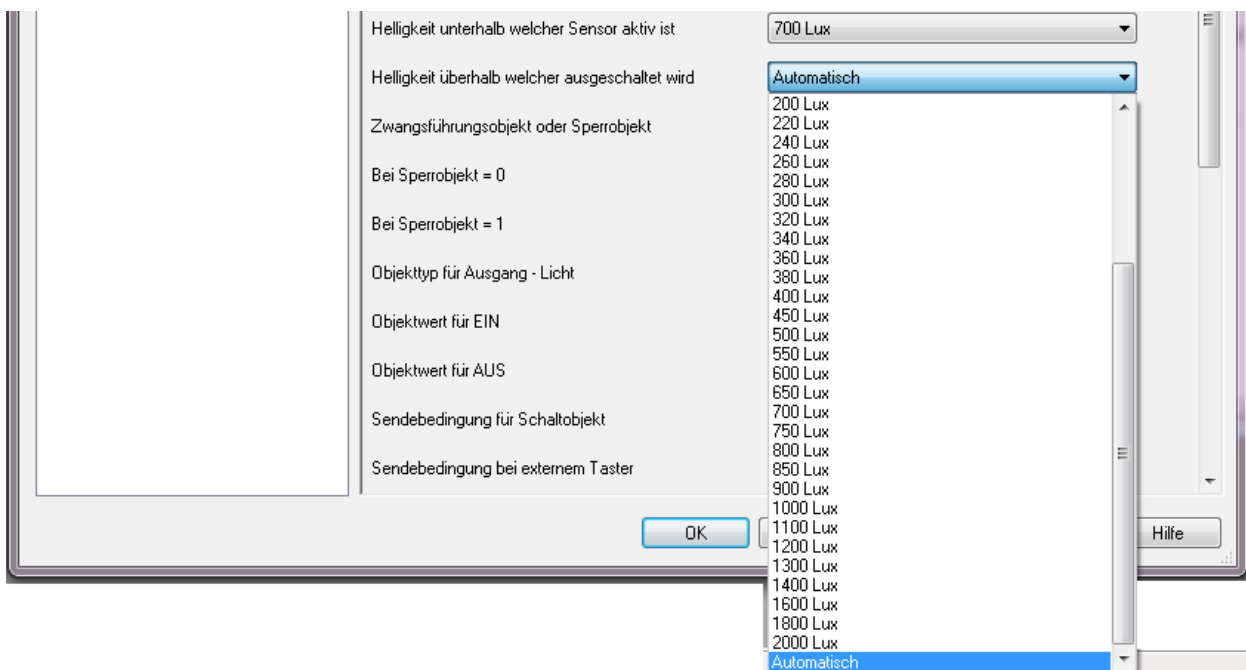 Helligkeit unterhalb welcher Sensor aktiv ist
700 Lux
Helligkeit überhalb welcher ausgeschaltet wird
Automatisch
Zwangsführungsobjekt oder Sperrobjekt
Bei Sperrobjekt = 0
Bei Sperrobjekt = 1
Objekttyp für Ausgang - Licht
Objektwert für EIN
Objektwert für AUS
Sendebedingung für Schaltobjekt
Sendebedingung bei externem Taster
200 Lux
220 Lux
240 Lux
260 Lux
280 Lux
300 Lux
320 Lux
340 Lux
360 Lux
380 Lux
400 Lux
450 Lux
500 Lux
550 Lux
600 Lux
650 Lux
700 Lux
750 Lux
800 Lux
850 Lux
900 Lux
1000 Lux
1100 Lux
1200 Lux
1300 Lux
1400 Lux
1600 Lux
1800 Lux
2000 Lux
Automatisch
OK
Hilfe